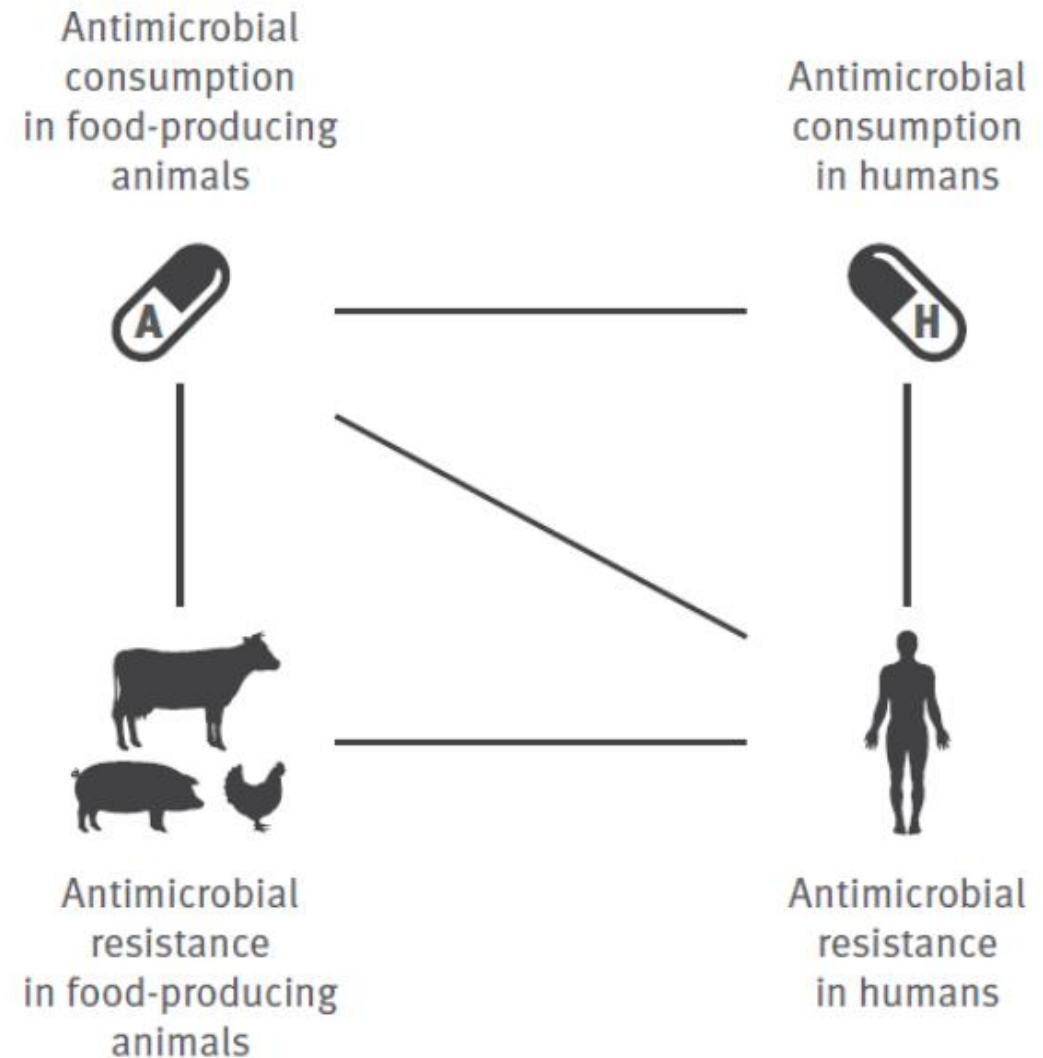 Antimicrobial
consumption
in food-producing
animals
Antimicrobial
consumption
in humans
A
H
Antimicrobial
resistance
in food-producing
animals
Antimicrobial
resistance
in humans